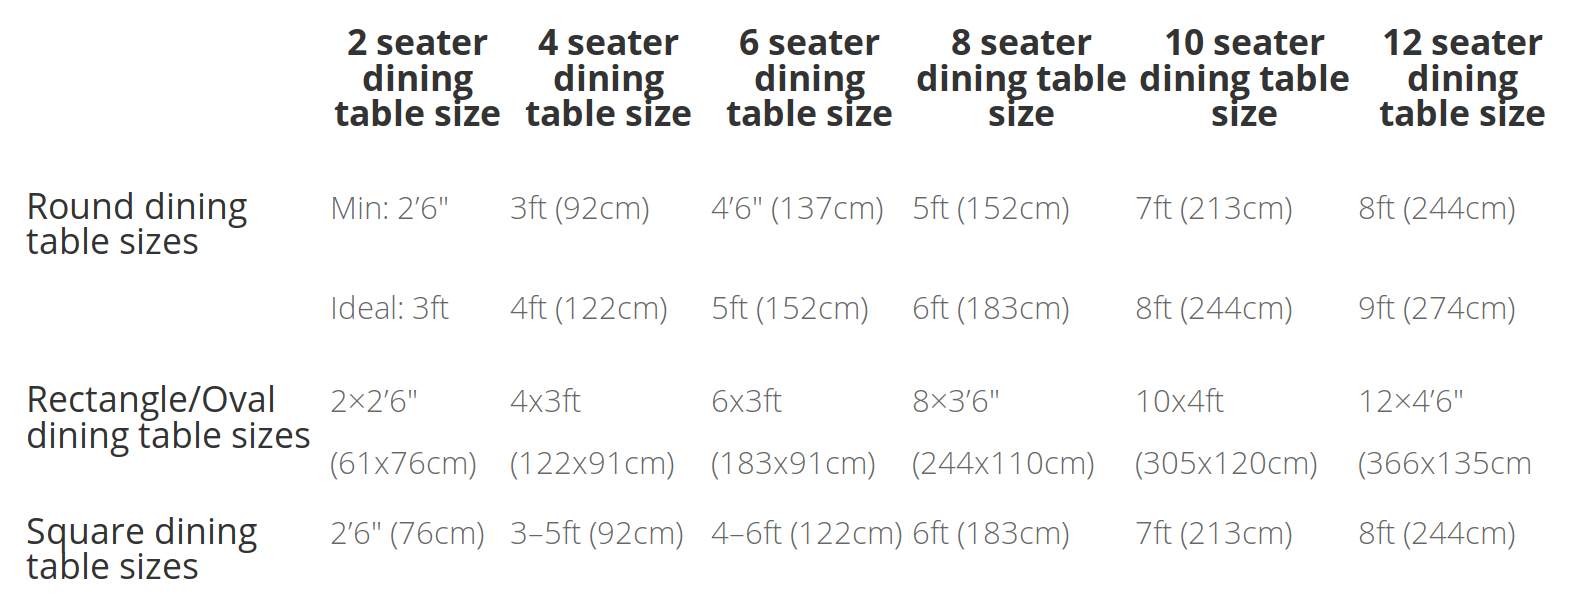 2 seater 4 seater 6 seater 8 seater 10 seater 12 seater
dining dining dining dining table dining table dining
table size table size table size size size table size
Round dining Min: 2’6" 3ft (92cm) 4’6" (137cm) 5ft (152cm) 7ft (213cm) 8ft (244cm)
table sizes
Ideal: 3ft 4ft (122cm) 5ft (152cm) 6ft (183cm) 8ft (244cm) 9ft (274cm)
Rectangle/Oval 2×2’6" 4x3ft 6x3ft 8×3’6" 10x4ft 12×4’6"
dining table sizes
(61x76cm) (122x91cm) (183x91cm) (244x110cm) (305x120cm) (366x135cm
Square dining 2’6" (76cm) 3–5ft (92cm) 4–6ft (122cm) 6ft (183cm) 7ft (213cm) 8ft (244cm)
table sizes